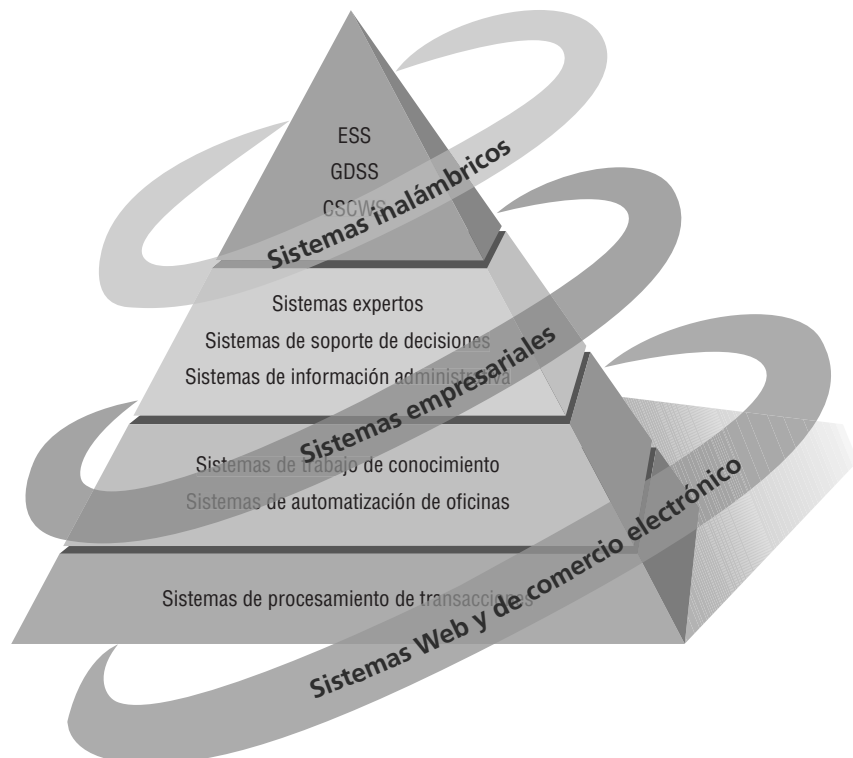 ESS
GDSS
CSCWS
Sistemas inalámbricos
Sistemas expertos
Sistemas de soporte de decisiones
Sistemas de información administrativa
Sistemas empresariales
Sistemas de trabajo de conocimiento
Sistemas de automatización de oficinas
Sistemas de procesamiento de transacciones
Sistemas Web y de comercio electrónico